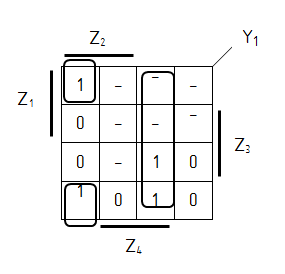 Y1
Z2
Z1
1 – – –
0 – – –
Z3
0 – 1 0
1 0 1 0
Z4